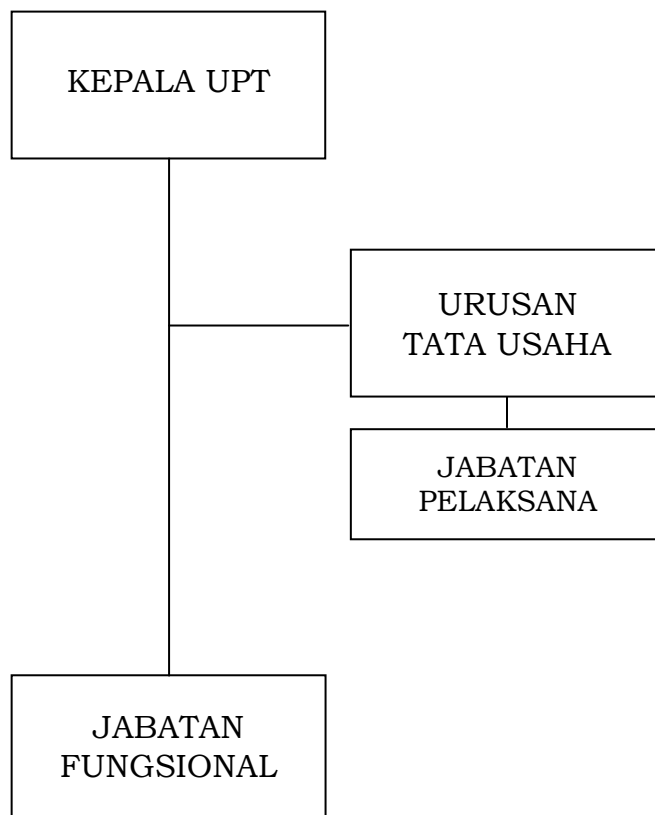 KEPALA UPT
URUSAN
TATA USAHA
JABATAN
PELAKSANA
JABATAN
FUNGSIONAL